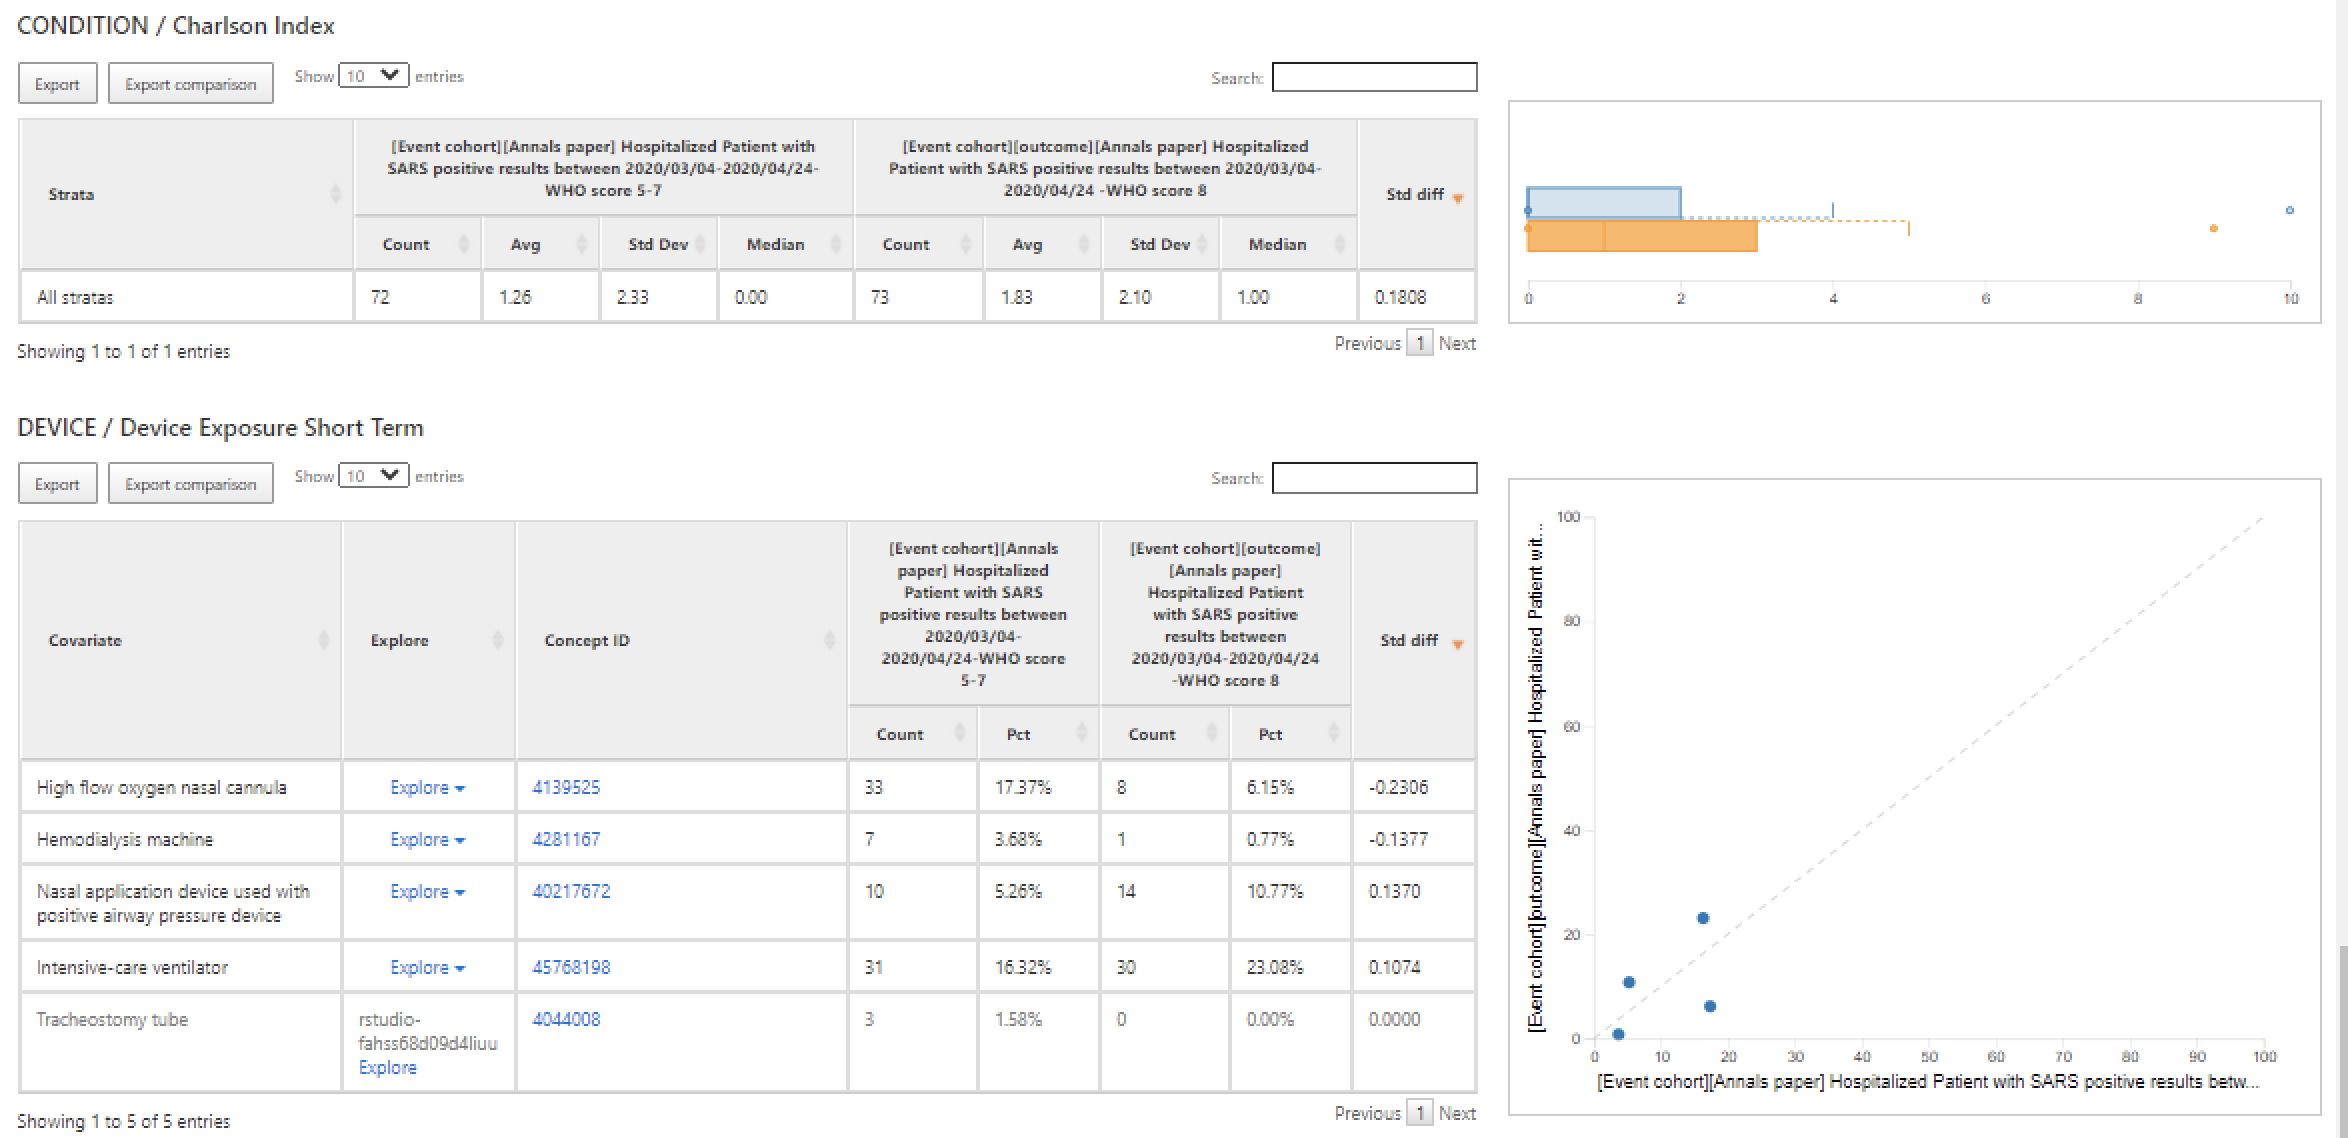 CONDITION / Charlson Index
Export Export comparison Show 10 entries Search:
Strata
[Event cohort][Annals paper] Hospitalized Patient with
SARS positive results between 2020/03/04-2020/04/24-
WHO score 5-7
[Event cohort][outcome][Annals paper] Hospitalized
Patient with SARS positive results between 2020/03/04-
2020/04/24 -WHO score 8
Std diff
Count Avg Std Dev Median Count Avg Std Dev Median
All stratas 72 1.26 2.33 0.00 73 1.83 2.10 1.00 0.1808
Showing 1 to 1 of 1 entries
Previous 1 Next
0 2 4 6 8 10
DEVICE / Device Exposure Short Term
Export Export comparison Show 10 entries Search:
Covariate
Explore
Concept ID
[Event cohort][Annals
paper] Hospitalized
Patient with SARS
positive results between
2020/03/04-
2020/04/24-WHO score
5-7
[Event cohort][outcome]
[Annals paper]
Hospitalized Patient
with SARS positive
results between
2020/03/04-2020/04/24
-WHO score 8
Std diff
Count Pct Count Pct
High flow oxygen nasal cannula Explore 4139525 33 17.37% 8 6.15% -0.2306
Hemodialysis machine Explore 4281167 7 3.68% 1 0.77% -0.1377
Nasal application device used with
positive airway pressure device
Explore 40217672 10 5.26% 14 10.77% 0.1370
Intensive-care ventilator Explore 45768198 31 16.32% 30 23.08% 0.1074
Tracheostomy tube
rstudio-
fahss68d09d4liuu
Explore
4044008 3 1.58% 0 0.00% 0.0000
Showing 1 to 5 of 5 entries
Previous 1 Next
[Event cohort][outcome][Annals paper] Hospitalized Patient wit...
100
80
60
40
20
0
0 10 20 30 40 50 60 70 80 90 100
[Event cohort][Annals paper] Hospitalized Patient with SARS positive results betw...